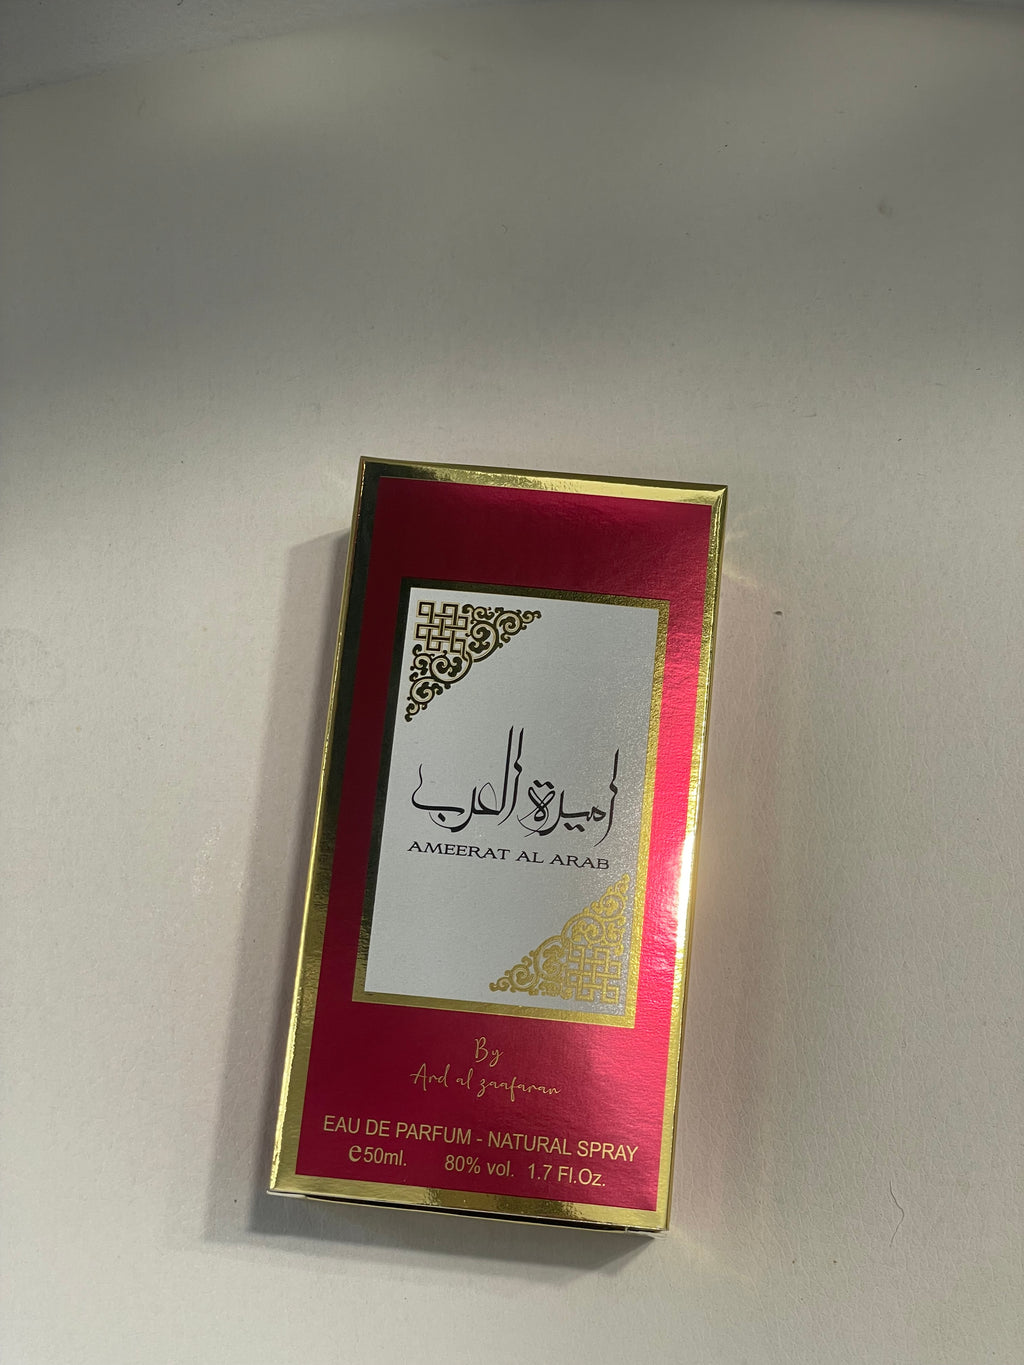 اميرة العرب
AMEERAT AL ARAB
By
Ard al zaafaran
EAU DE PARFUM - NATURAL SPRAY
℮50ml. 80% vol. 1.7 Fl.Oz.